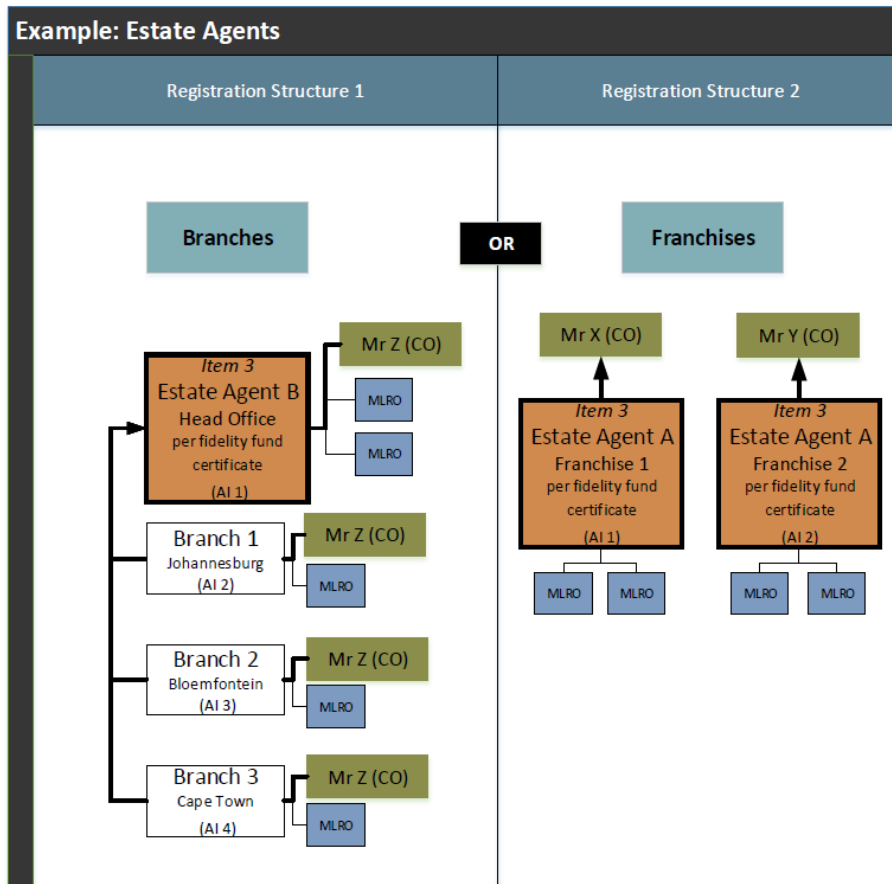 Example: Estate Agents
Registration Structure 1
Registration Structure 2
Branches
OR
Franchises
Item 3
Estate Agent B
Head Office
per fidelity fund
certificate
(AI 1)
Mr Z (CO)
MLRO
MLRO
Branch 1
Johannesburg
(AI 2)
Mr Z (CO)
MLRO
Branch 2
Bloemfontein
(AI 3)
Mr Z (CO)
MLRO
Branch 3
Cape Town
(AI 4)
Mr Z (CO)
MLRO
Mr X (CO)
Item 3
Estate Agent A
Franchise 1
per fidelity fund
certificate
(AI 1)
MLRO
MLRO
Mr Y (CO)
Item 3
Estate Agent A
Franchise 2
per fidelity fund
certificate
(AI 2)
MLRO
MLRO